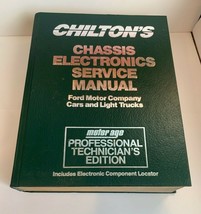 CHILTON'S
CHASSIS
ELECTRONICS
SERVICE
MANUAL
Ford Motor Company
Cars and Light Trucks
motor age
PROFESSIONAL
TECHNICIAN'S
EDITION
Includes Electronic Component Locator